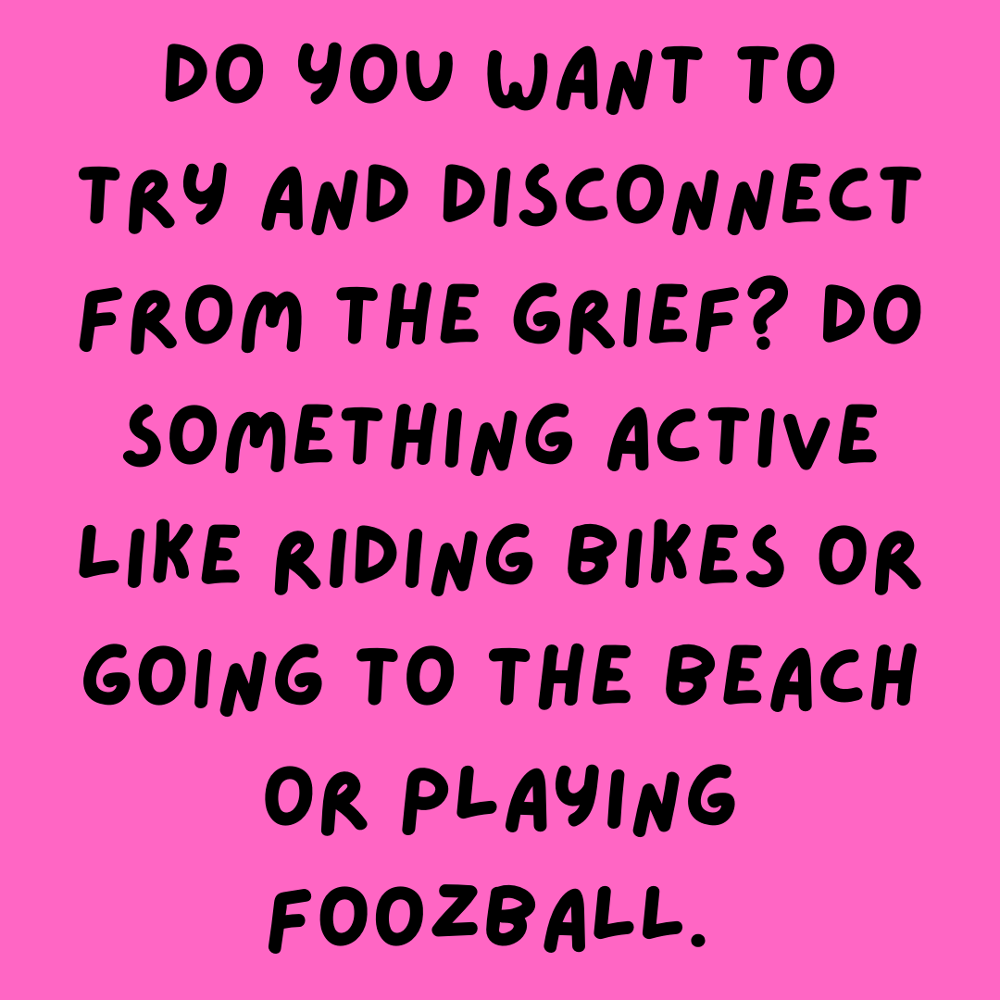 DO YOU WANT TO
TRY AND DISCONNECT
FROM THE GRIEF? DO
SOMETHING ACTIVE
LIKE RIDING BIKES OR
GOING TO THE BEACH
OR PLAYING
FOOZBALL.